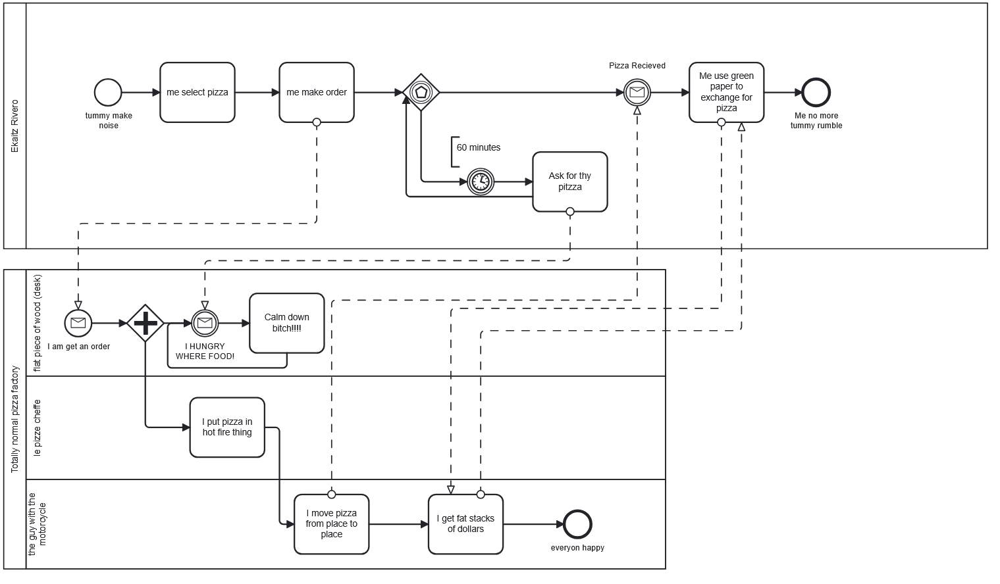 Ekaitz Rivero
tummy make
noise
me select pizza
me make order
60 minutes
Ask for thy
pitzza
Pizza Recieved
Me use green
paper to
exchange for
pizza
Me no more
tummy rumble
Totally normal pizza factory
flat piece of wood (desk)
I am get an order
I HUNGRY
WHERE FOOD!
Calm down
bitch!!!!
le pizze cheffe
I put pizza in
hot fire thing
the guy with the
motorcycle
I move pizza
from place to
place
I get fat stacks
of dollars
everyon happy